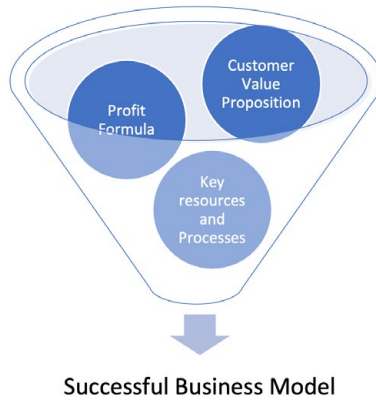 Customer
Value
Proposition
Profit
Formula
Key
resources
and
Processes
Successful Business Model